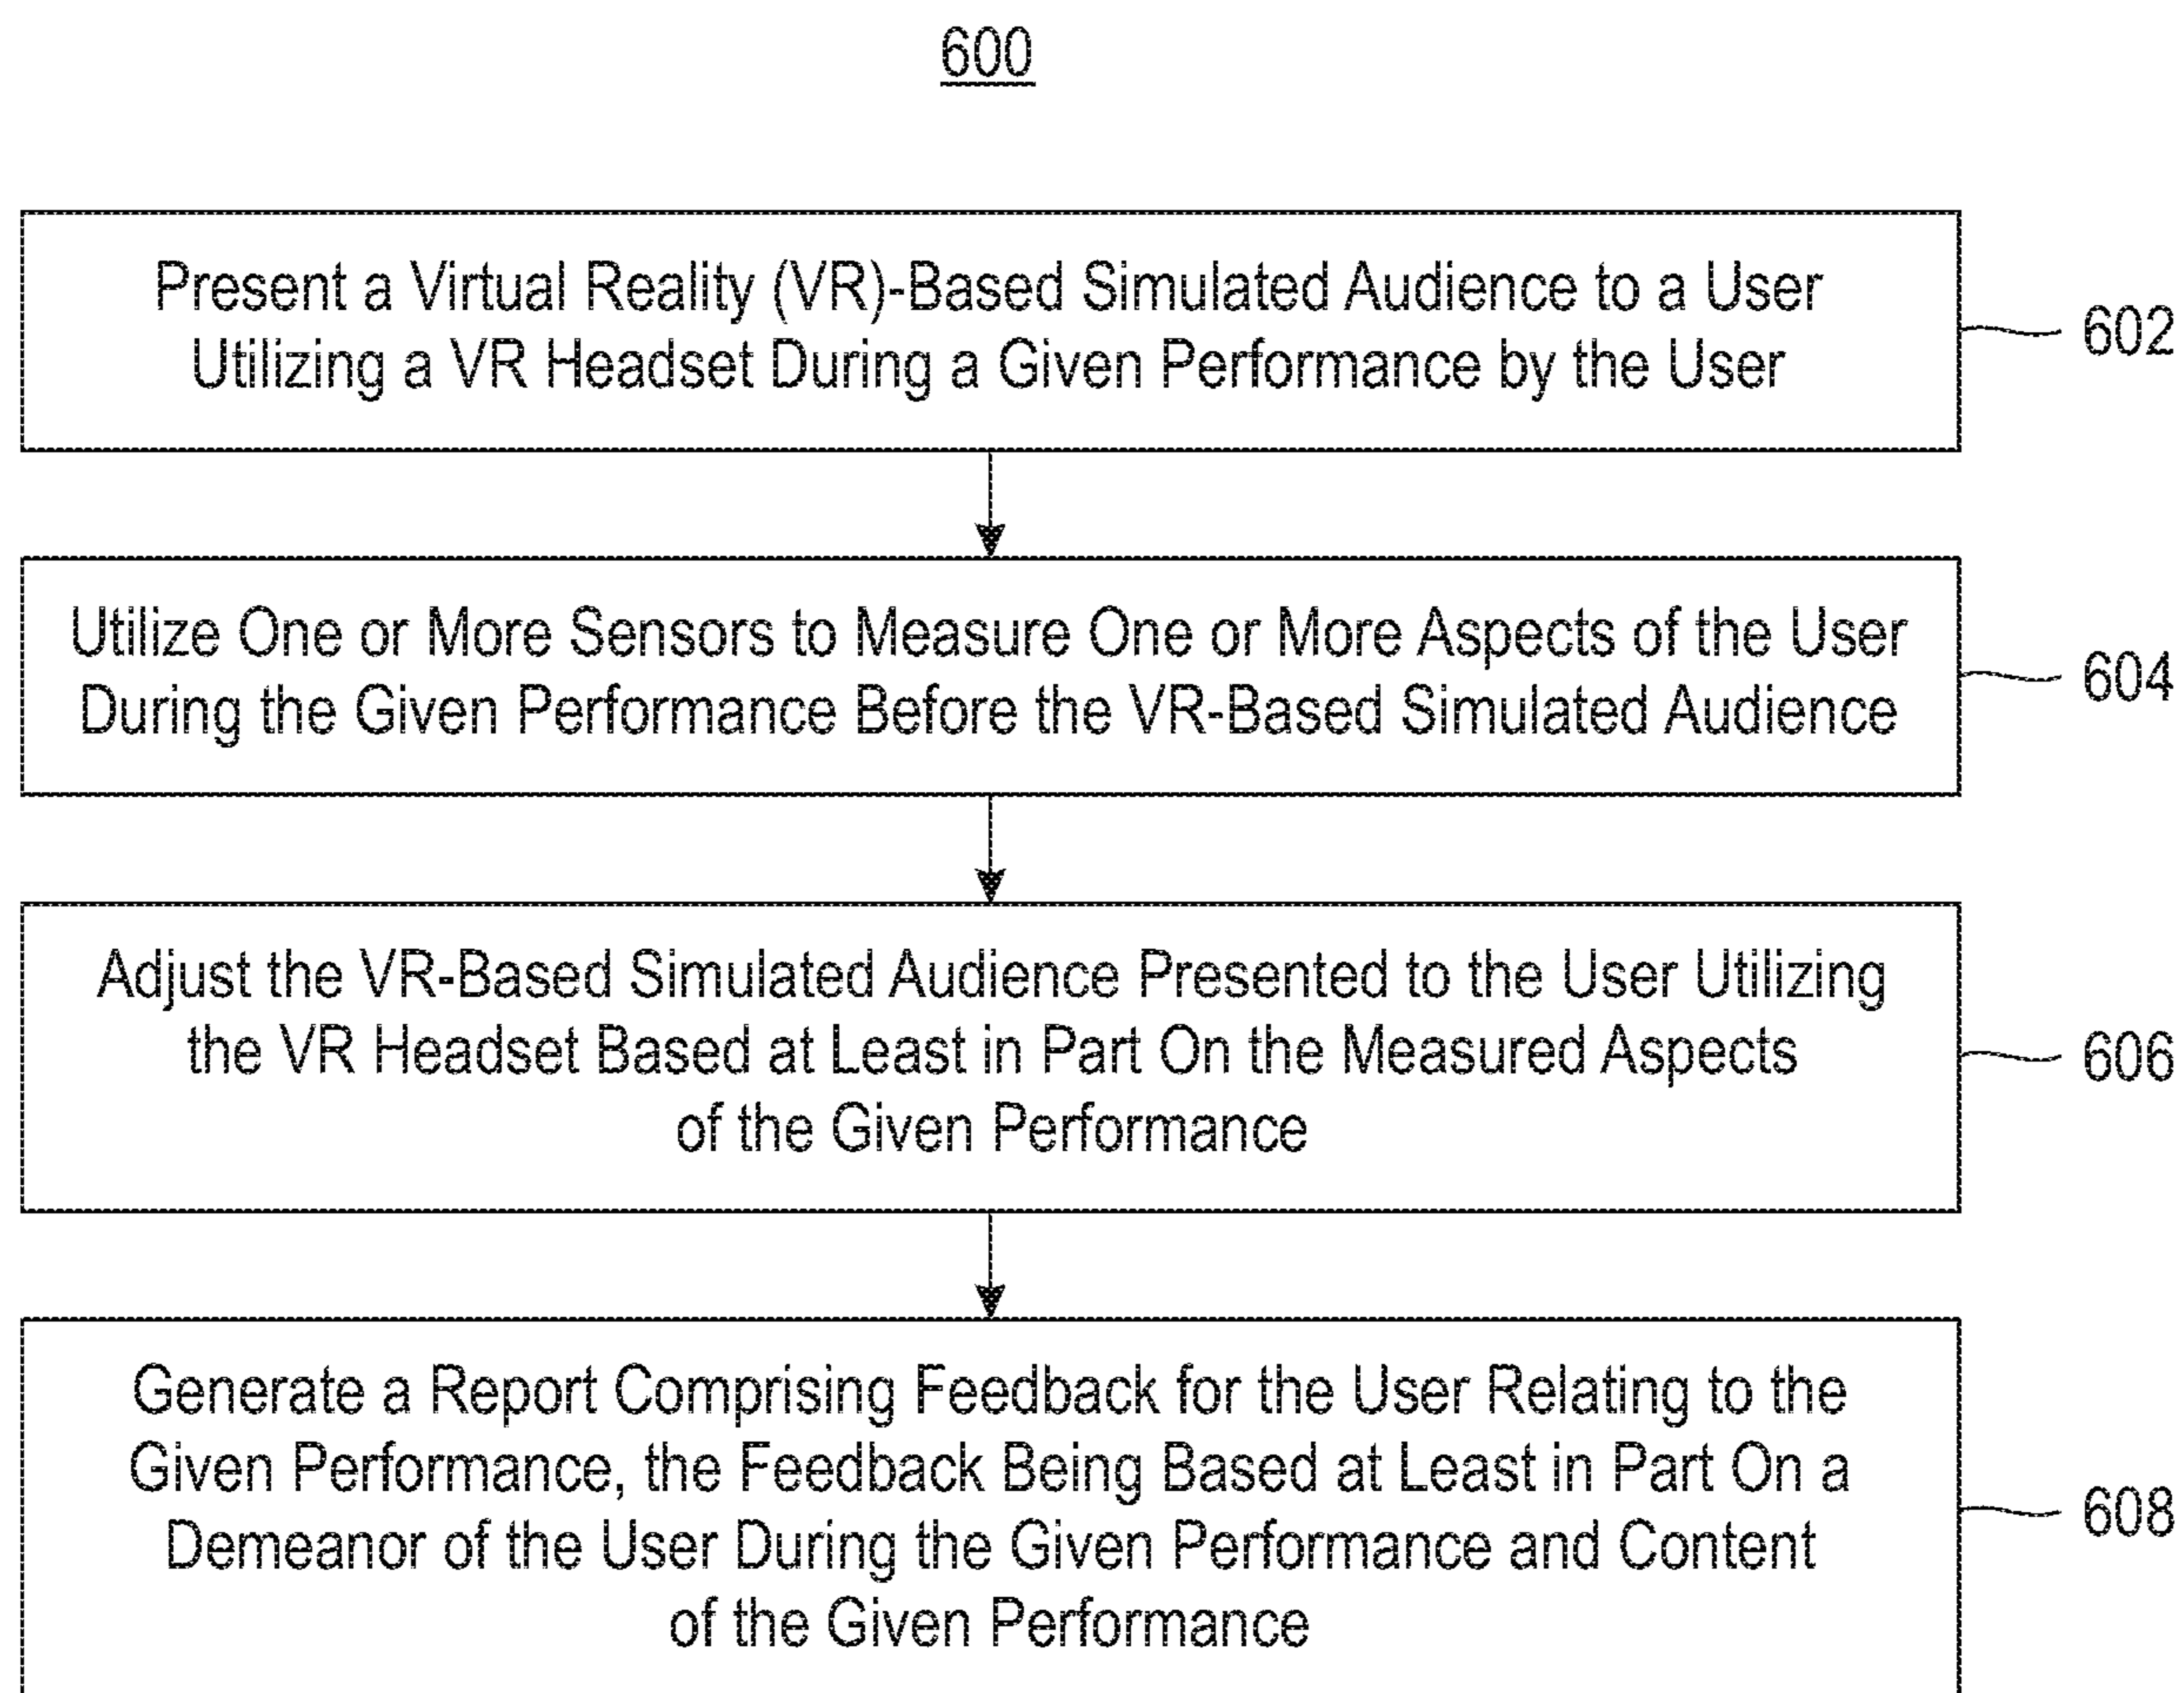 600
Present a Virtual Reality (VR)-Based Simulated Audience to a User
Utilizing a VR Headset During a Given Performance by the User
602
Utilize One or More Sensors to Measure One or More Aspects of the User
During the Given Performance Before the VR-Based Simulated Audience
604
Adjust the VR-Based Simulated Audience Presented to the User Utilizing
the VR Headset Based at Least in Part On the Measured Aspects
of the Given Performance
606
Generate a Report Comprising Feedback for the User Relating to the
Given Performance, the Feedback Being Based at Least in Part On a
Demeanor of the User During the Given Performance and Content
of the Given Performance
608